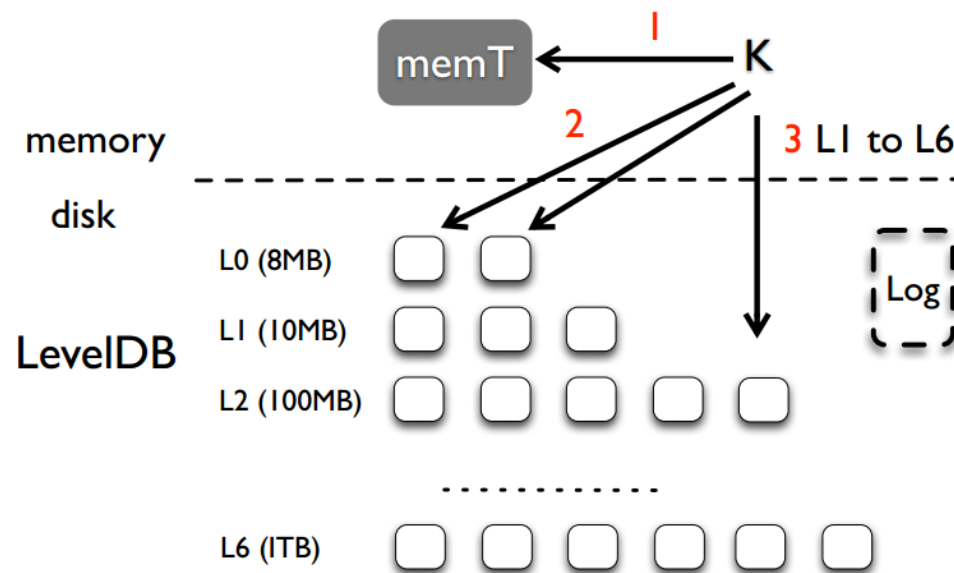 1
memT
K
2
memory
3 L1 to L6
disk
L0 (8MB)
Log
L1 (10MB)
LevelDB
L2 (100MB)
L6 (1TB)